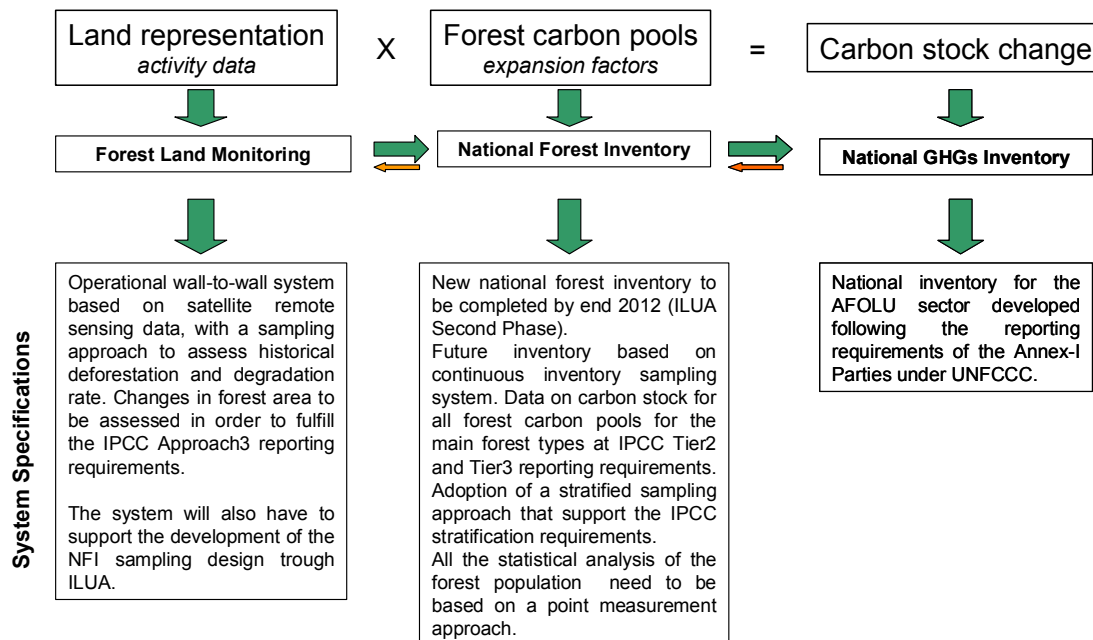 Land representation
activity data
X
Forest carbon pools
expansion factors
=
Carbon stock change
Forest Land Monitoring
National Forest Inventory
National GHGs Inventory
System Specifications
Operational wall-to-wall system
based on satellite remote
sensing data, with a sampling
approach to assess historical
deforestation and degradation
rate. Changes in forest area to
be assessed in order to fulfill
the IPCC Approach3 reporting
requirements.
The system will also have to
support the development of the
NFI sampling design trough
ILUA.
New national forest inventory to
be completed by end 2012 (ILUA
Second Phase).
Future inventory based on
continuous inventory sampling
system. Data on carbon stock for
all forest carbon pools for the
main forest types at IPCC Tier2
and Tier3 reporting requirements.
Adoption of a stratified sampling
approach that support the IPCC
stratification requirements.
All the statistical analysis of the
forest population need to be
based on a point measurement
approach.
National inventory for the
AFOLU sector developed
following the reporting
requirements of the Annex-I
Parties under UNFCCC.